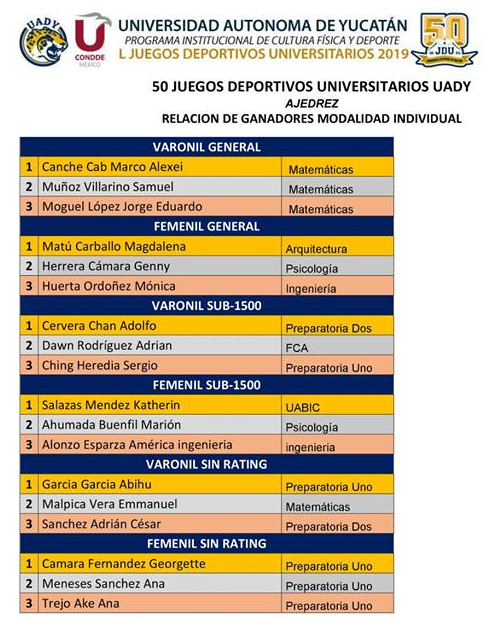 UADY
CONDDE
MÉXICO
UNIVERSIDAD AUTONOMA DE YUCATÁN
PROGRAMA INSTITUCIONAL DE CULTURA FÍSICA Y DEPORTE
L JUEGOS DEPORTIVOS UNIVERSITARIOS 2019
50
JDU
50 JUEGOS DEPORTIVOS UNIVERSITARIOS UADY
AJEDREZ
RELACION DE GANADORES MODALIDAD INDIVIDUAL
VARONIL GENERAL
1 Canche Cab Marco Alexei Matemáticas
2 Muñoz Villarino Samuel Matemáticas
3 Moguel López Jorge Eduardo Matemáticas
FEMENIL GENERAL
1 Matú Carballo Magdalena Arquitectura
2 Herrera Cámara Genny Psicología
3 Huerta Ordoñez Mónica Ingeniería
VARONIL SUB-1500
1 Cervera Chan Adolfo Preparatoria Dos
2 Dawn Rodríguez Adrian FCA
3 Ching Heredia Sergio Preparatoria Uno
FEMENIL SUB-1500
1 Salazas Mendez Katherin UABIC
2 Ahumada Buenfil Marión Psicología
3 Alonzo Esparza América ingenieria ingenieria
VARONIL SIN RATING
1 Garcia Garcia Abihu Preparatoria Uno
2 Malpica Vera Emmanuel Matemáticas
3 Sanchez Adrián César Preparatoria Dos
FEMENIL SIN RATING
1 Camara Fernandez Georgette Preparatoria Uno
2 Meneses Sanchez Ana Preparatoria Uno
3 Trejo Ake Ana Preparatoria Uno